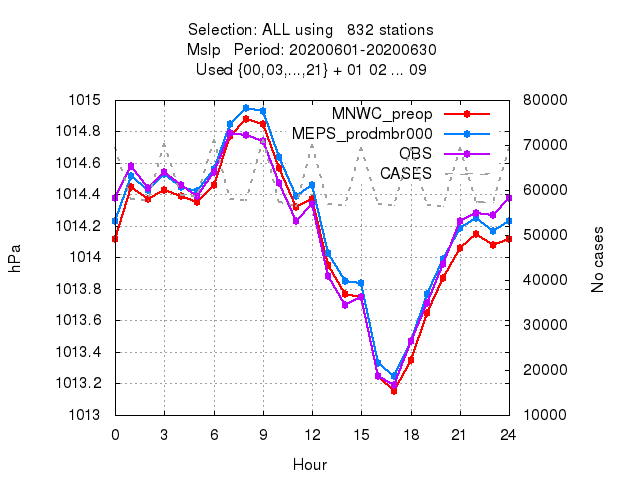 Selection: ALL using   832 stations
Mslp   Period: 20200601-20200630
Used {00,03,...,21} + 01 02 ... 09
MNWC_preop
MEPS_prodmbr000
OBS
CASES
hPa
1015
1014.8
1014.6
1014.4
1014.2
1014
1013.8
1013.6
1013.4
1013.2
1013
80000
70000
60000
50000
40000
30000
20000
10000
No cases
0 3 6 9 12 15 18 21 24
Hour